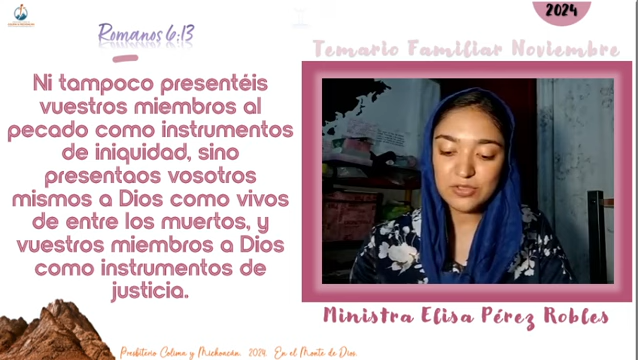 Romanos 6:13
2024
Temario Familiar Noviembre
Ni tampoco presentéis
vuestros miembros al
pecado como instrumentos
de iniquidad, sino
presentaos vosotros
mismos a Dios como vivos
de entre los muertos, y
vuestros miembros a Dios
como instrumentos de
justicia.
Ministra Elisa Pérez Robles
Presbiterio Colima y Michoacán. 2024. En el Monte de Dios.